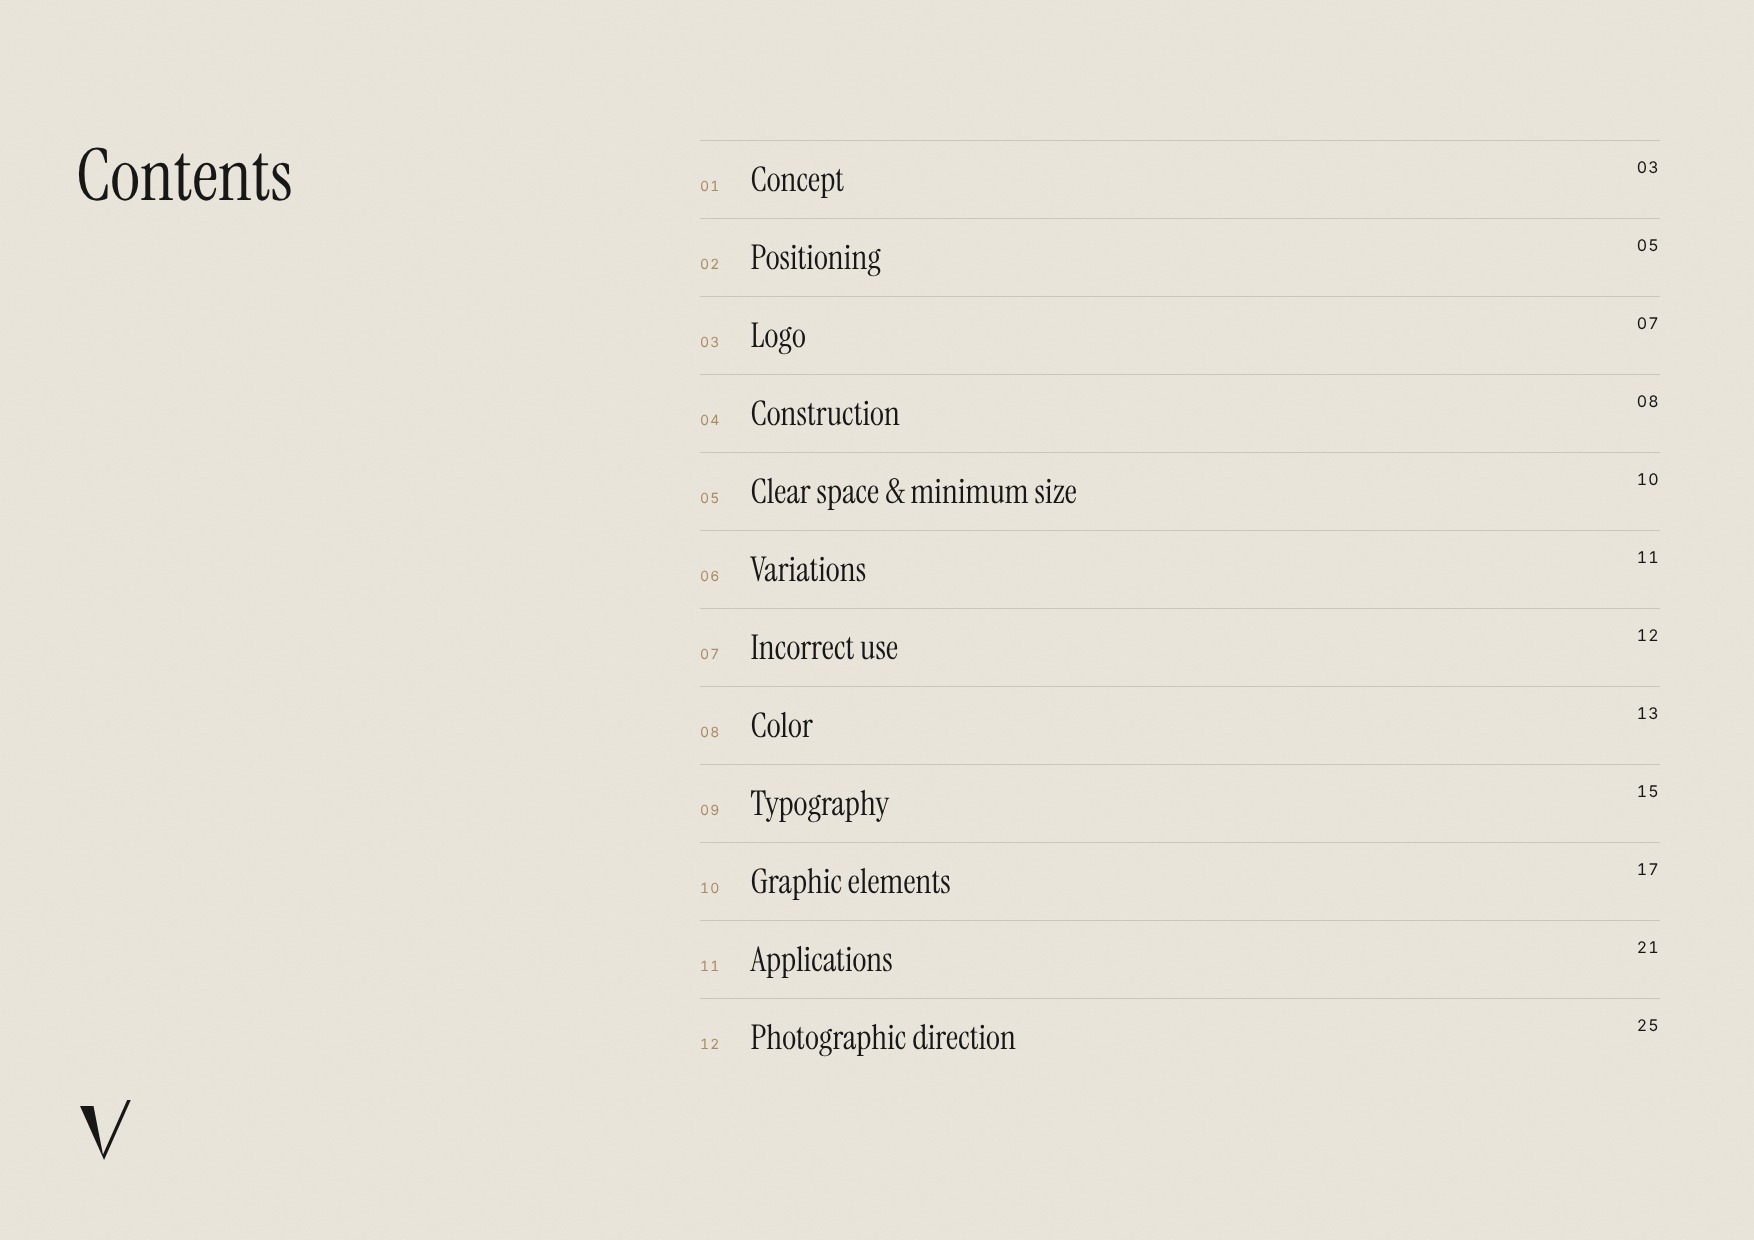 Contents
01 Concept 03
02 Positioning 05
03 Logo 07
04 Construction 08
05 Clear space & minimum size 10
06 Variations 11
07 Incorrect use 12
08 Color 13
09 Typography 15
10 Graphic elements 17
11 Applications 21
12 Photographic direction 25
V